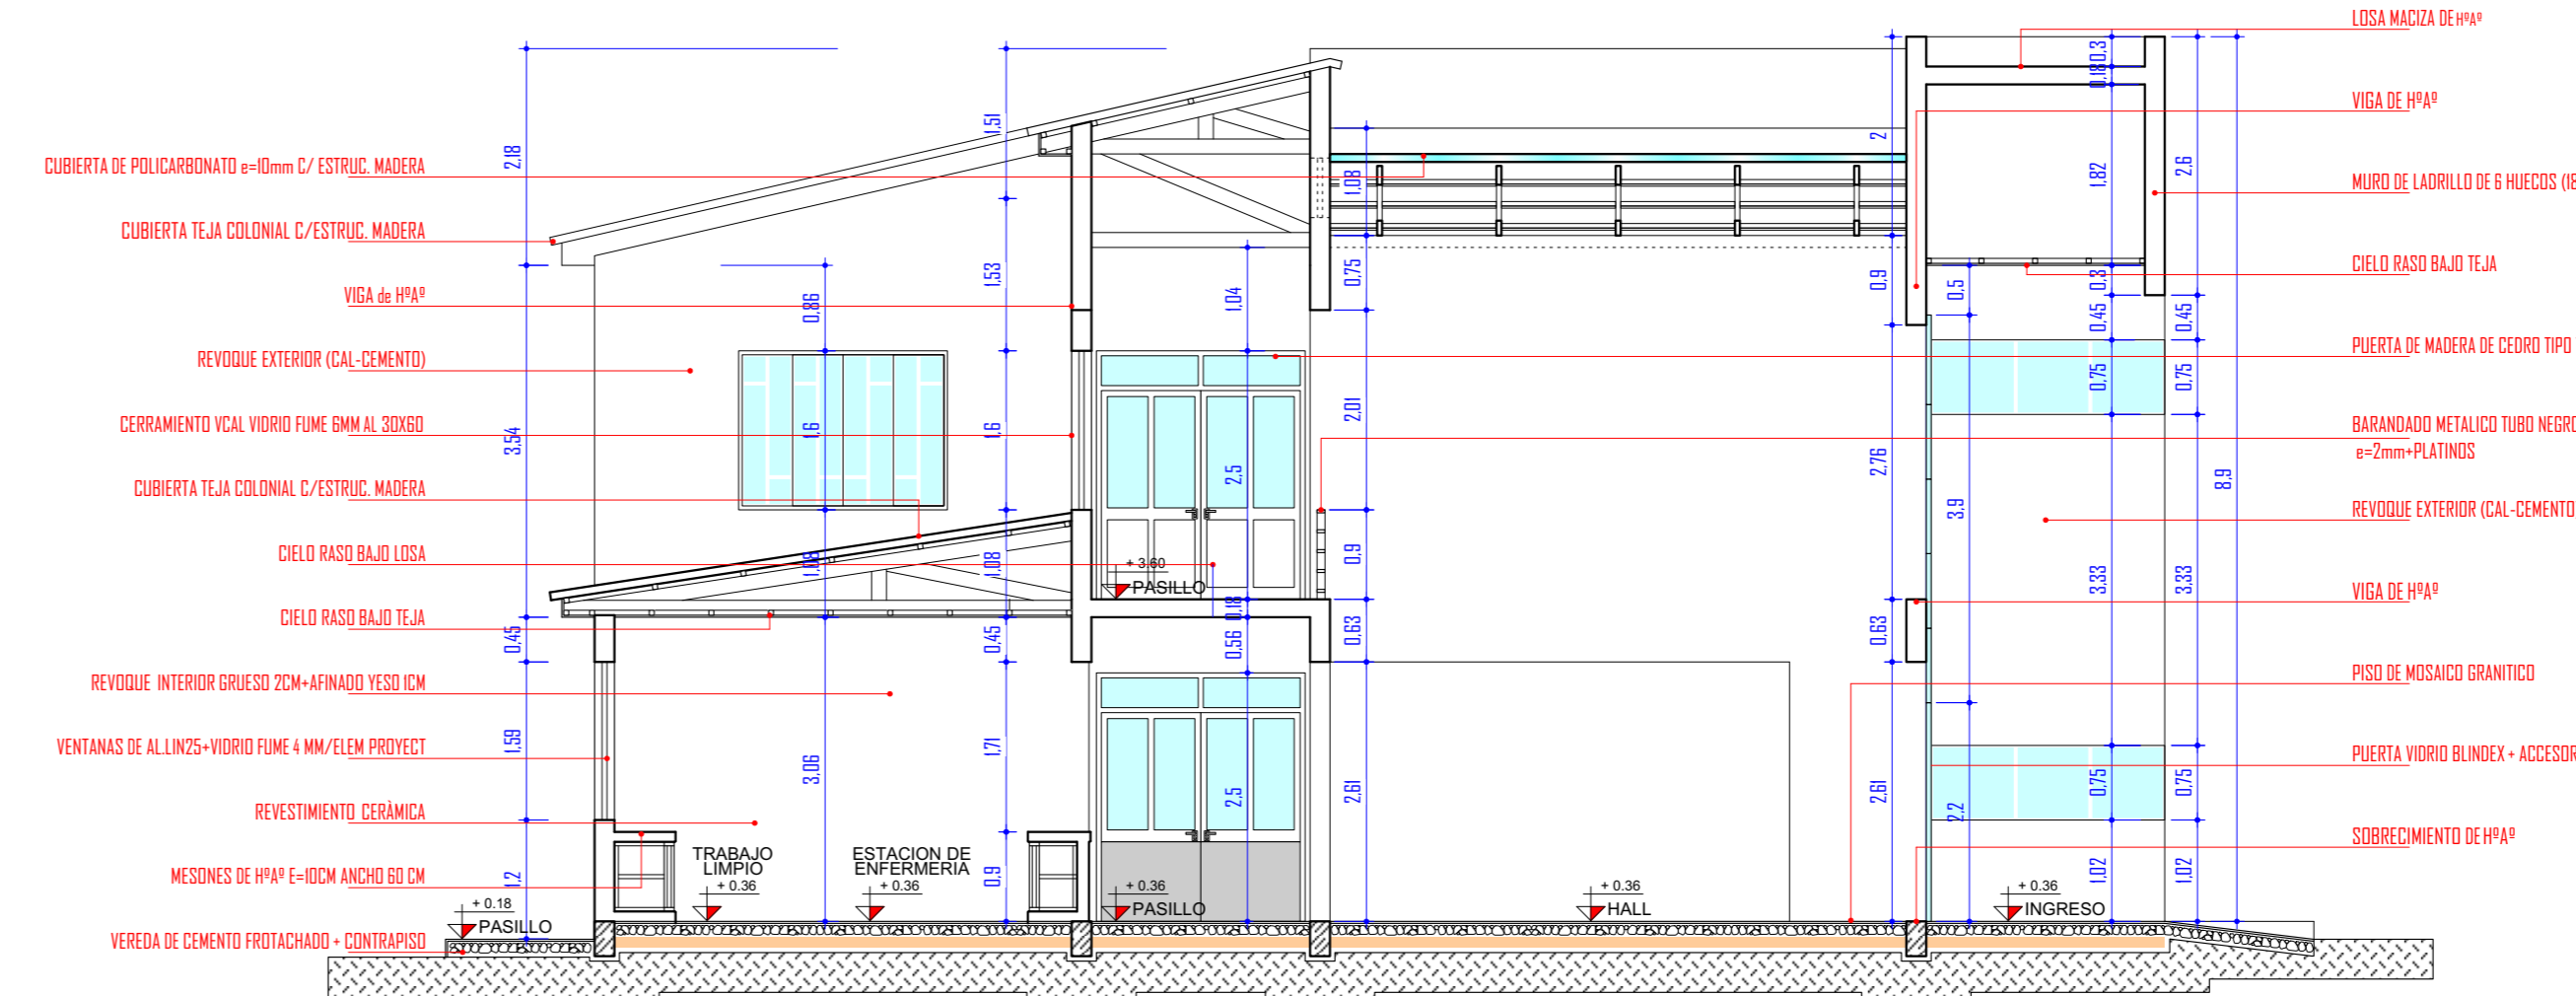 LOSA MACIZA DE HºAº
VIGA DE HºAº
MURO DE LADRILLO DE 6 HUECOS (18
CIELO RASO BAJO TEJA
PUERTA DE MADERA DE CEDRO TIPO
BARANDADO METALICO TUBO NEGRO
e=2mm+PLATINOS
REVOQUE EXTERIOR (CAL-CEMENTO)
VIGA DE HºAº
PISO DE MOSAICO GRANITICO
PUERTA VIDRIO BLINDEX + ACCESOR
SOBRECIMIENTO DE HºAº
CUBIERTA DE POLICARBONATO e=10mm C/ ESTRUC. MADERA
CUBIERTA TEJA COLONIAL C/ESTRUC. MADERA
VIGA de HºAº
REVOQUE EXTERIOR (CAL-CEMENTO)
CERRAMIENTO VCAL VIDRIO FUME 6MM AL 30X60
CUBIERTA TEJA COLONIAL C/ESTRUC. MADERA
CIELO RASO BAJO LOSA
CIELO RASO BAJO TEJA
REVOQUE INTERIOR GRUESO 2CM+AFINADO YESO 1CM
VENTANAS DE AL.LIN25+VIDRIO FUME 4 MM/ELEM PROYECT
REVESTIMIENTO CERÀMICA
MESONES DE HºAº E=10CM ANCHO 60 CM
VEREDA DE CEMENTO FROTACHADO + CONTRAPISO
2,18
3,54
0,45
1,59
1,2
0,86
1,6
1,08
3,06
1,51
1,53
1,6
1,08
0,45
1,71
0,9
1,04
2,5
0,18
0,56
2,5
1,08
0,75
2,01
0,9
0,63
2,61
2
0,9
2,76
0,63
2,61
0,5
3,9
2,2
0,3
0,18
1,82
0,3
0,45
0,75
3,33
0,75
1,02
2,6
0,45
0,75
3,33
0,75
1,02
8,9
+ 3.60
PASILLO
TRABAJO
LIMPIO
+ 0.36
ESTACION DE
ENFERMERIA
+ 0.36
+ 0.18
PASILLO
+ 0.36
PASILLO
+ 0.36
HALL
+ 0.36
INGRESO